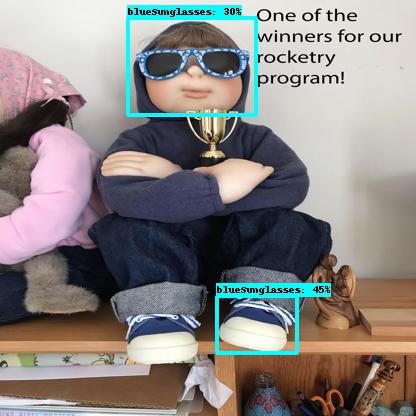 blueSunglasses: 30%
One of the
winners for our
rocketry
program!
blueSunglasses: 45%